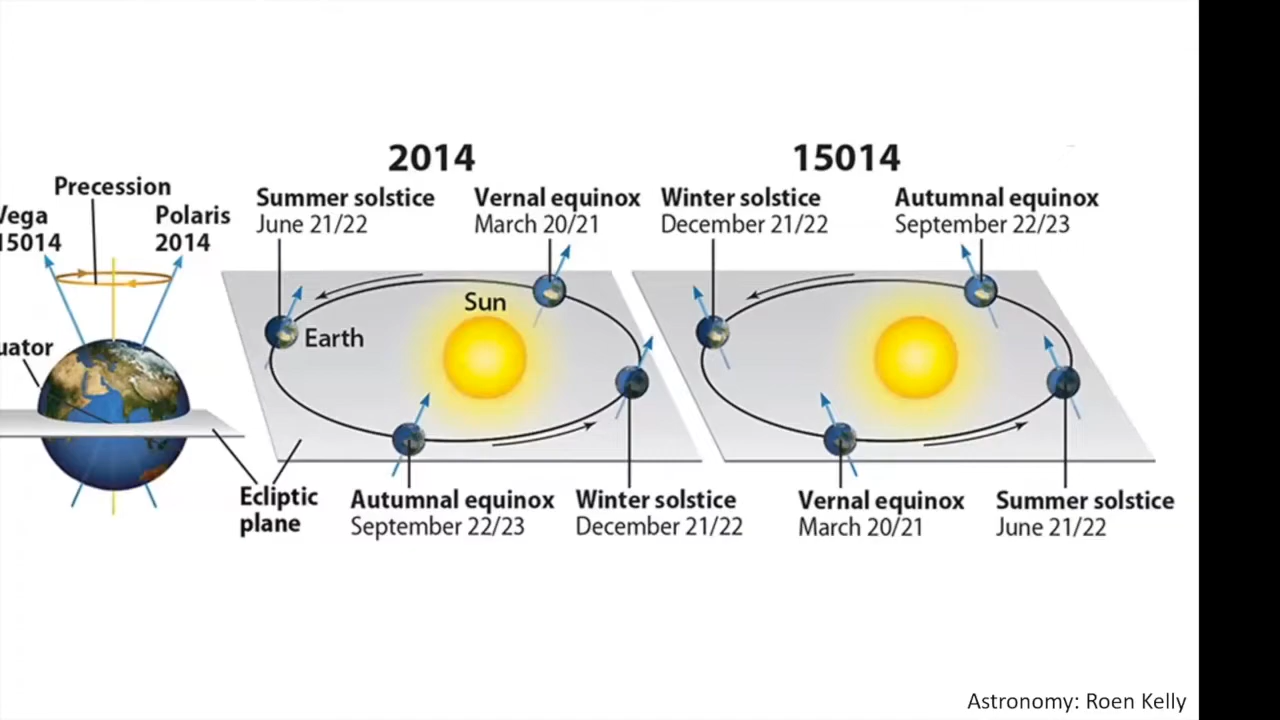 2014
15014
Precession
Vega
15014
Polaris
2014
uator
Summer solstice
June 21/22
Vernal equinox
March 20/21
Sun
Earth
Ecliptic
plane
Autumnal equinox
September 22/23
Winter solstice
December 21/22
Winter solstice
December 21/22
Autumnal equinox
September 22/23
Vernal equinox
March 20/21
Summer solstice
June 21/22
Astronomy: Roen Kelly